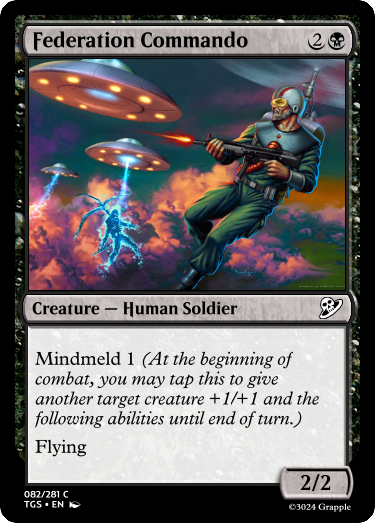 Federation Commando 2
Creature — Human Soldier
Mindmeld 1 (At the beginning of
combat, you may tap this to give
another target creature +1/+1 and the
following abilities until end of turn.)
Flying
2/2
082/281 C
TGS • EN
©3024 Grapple